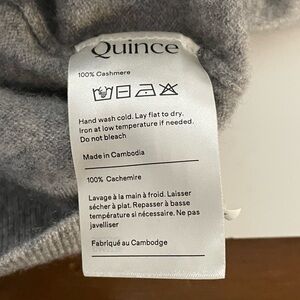 Quince
100% Cashmere
Hand wash cold. Lay flat to dry.
Iron at low temperature if needed.
Do not bleach
Made in Cambodia
100% Cachemire
Lavage à la main à froid. Laisser
sécher à plat. Repasser à basse
température si nécessaire. Ne pas
javelliser
Fabriqué au Cambodge